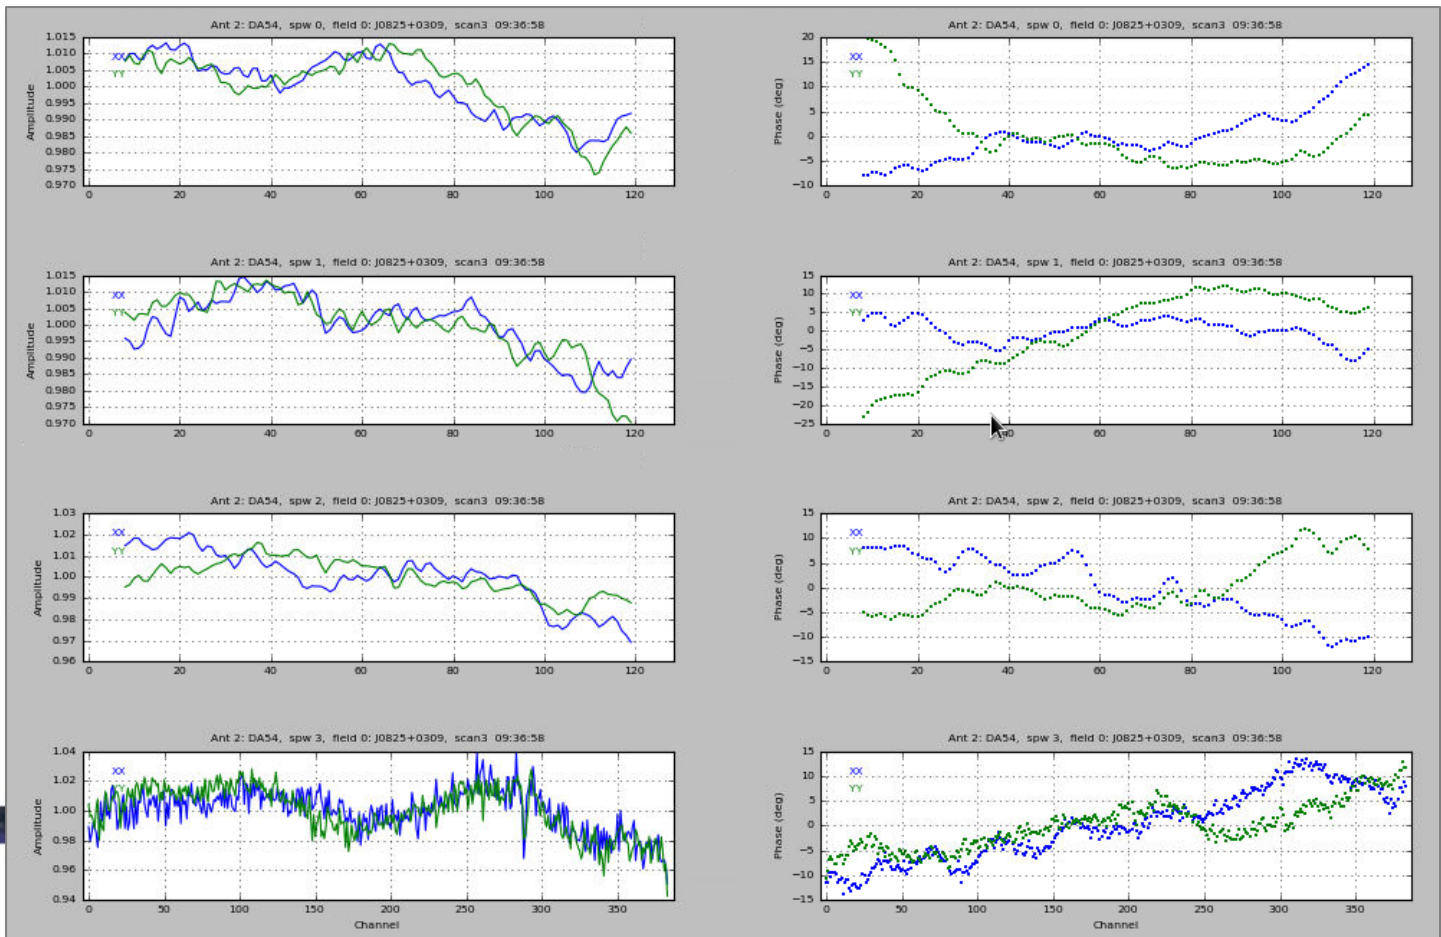 Ant 2: DA54, spw 0, field 0: J0825+0309, scan3 09:36:58
1.015
1.010
1.005
1.000
0.995
0.990
0.985
0.980
0.975
0.970
Amplitude
XX
YY
0 20 40 60 80 100 120
Ant 2: DA54, spw 0, field 0: J0825+0309, scan3 09:36:58
20
15
10
5
0
−5
−10
Phase (deg)
XX
YY
0 20 40 60 80 100 120
Ant 2: DA54, spw 1, field 0: J0825+0309, scan3 09:36:58
1.015
1.010
1.005
1.000
0.995
0.990
0.985
0.980
0.975
0.970
Amplitude
XX
YY
0 20 40 60 80 100 120
Ant 2: DA54, spw 1, field 0: J0825+0309, scan3 09:36:58
15
10
5
0
−5
−10
−15
−20
−25
Phase (deg)
XX
YY
0 20 40 60 80 100 120
Ant 2: DA54, spw 2, field 0: J0825+0309, scan3 09:36:58
1.03
1.02
1.01
1.00
0.99
0.98
0.97
0.96
Amplitude
XX
YY
0 20 40 60 80 100 120
Ant 2: DA54, spw 2, field 0: J0825+0309, scan3 09:36:58
15
10
5
0
−5
−10
−15
Phase (deg)
XX
YY
0 20 40 60 80 100 120
Ant 2: DA54, spw 3, field 0: J0825+0309, scan3 09:36:58
1.04
1.02
1.00
0.98
0.96
0.94
Amplitude
XX
YY
0 50 100 150 200 250 300 350
Channel
Ant 2: DA54, spw 3, field 0: J0825+0309, scan3 09:36:58
15
10
5
0
−5
−10
−15
Phase (deg)
XX
YY
0 50 100 150 200 250 300 350
Channel